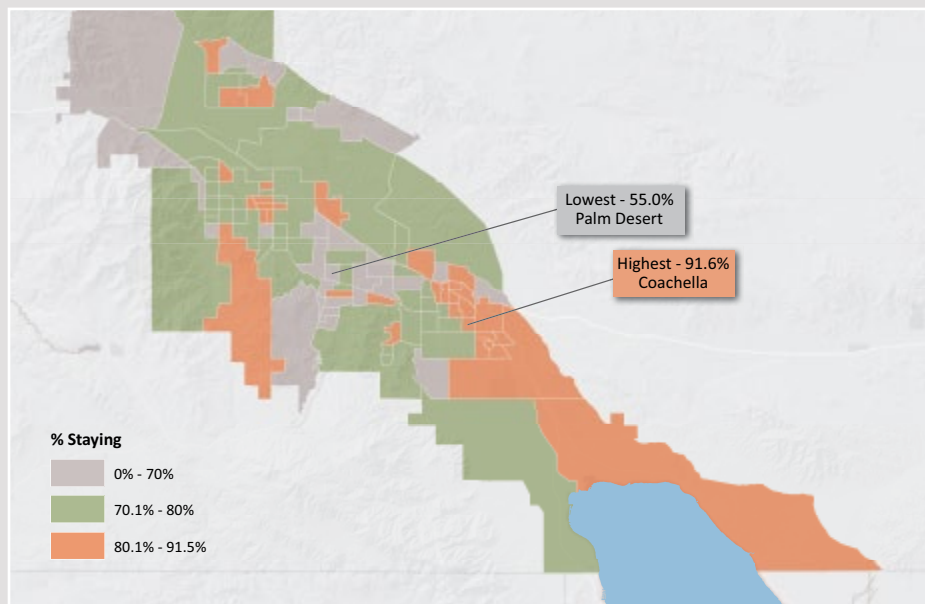 Lowest - 55.0%
Palm Desert
Highest - 91.6%
Coachella
% Staying
0% - 70%
70.1% - 80%
80.1% - 91.5%